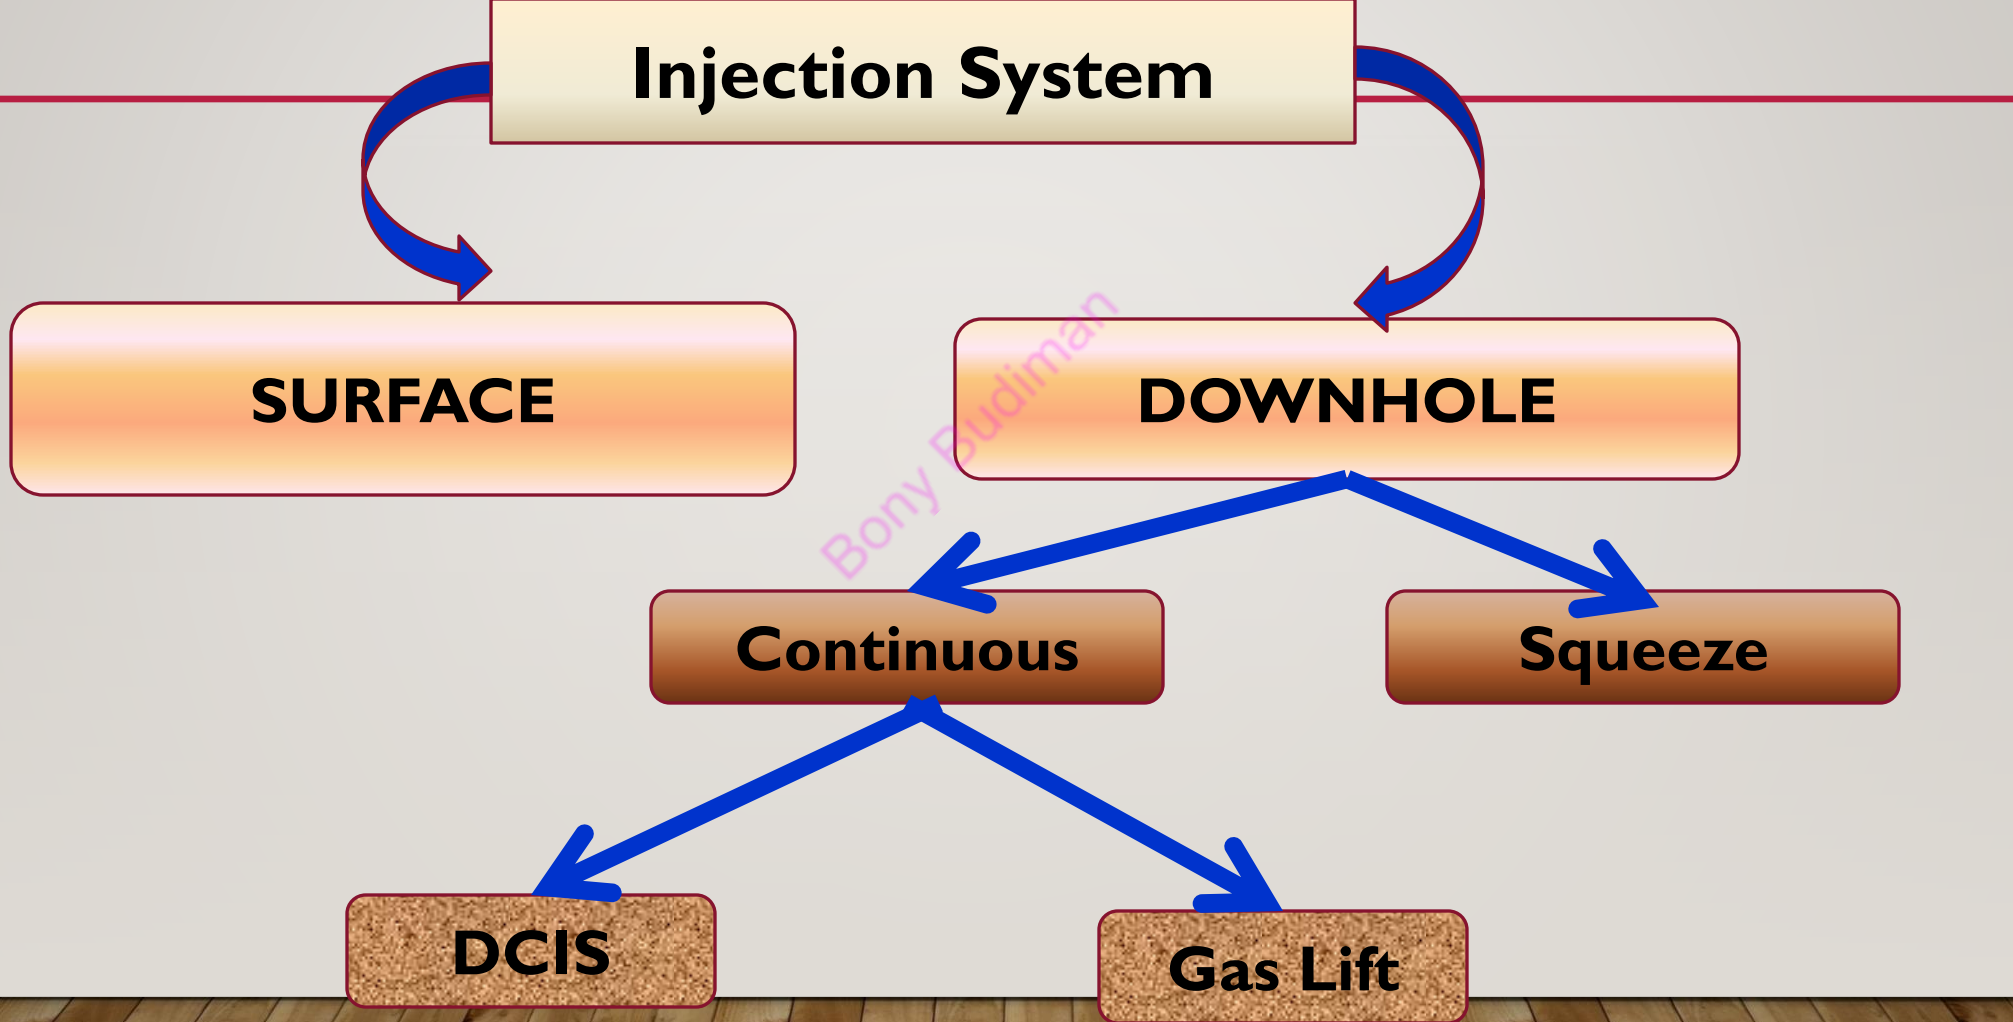 Injection System
SURFACE
DOWNHOLE
Bony Budiman
Continuous
Squeeze
DCIS
Gas Lift